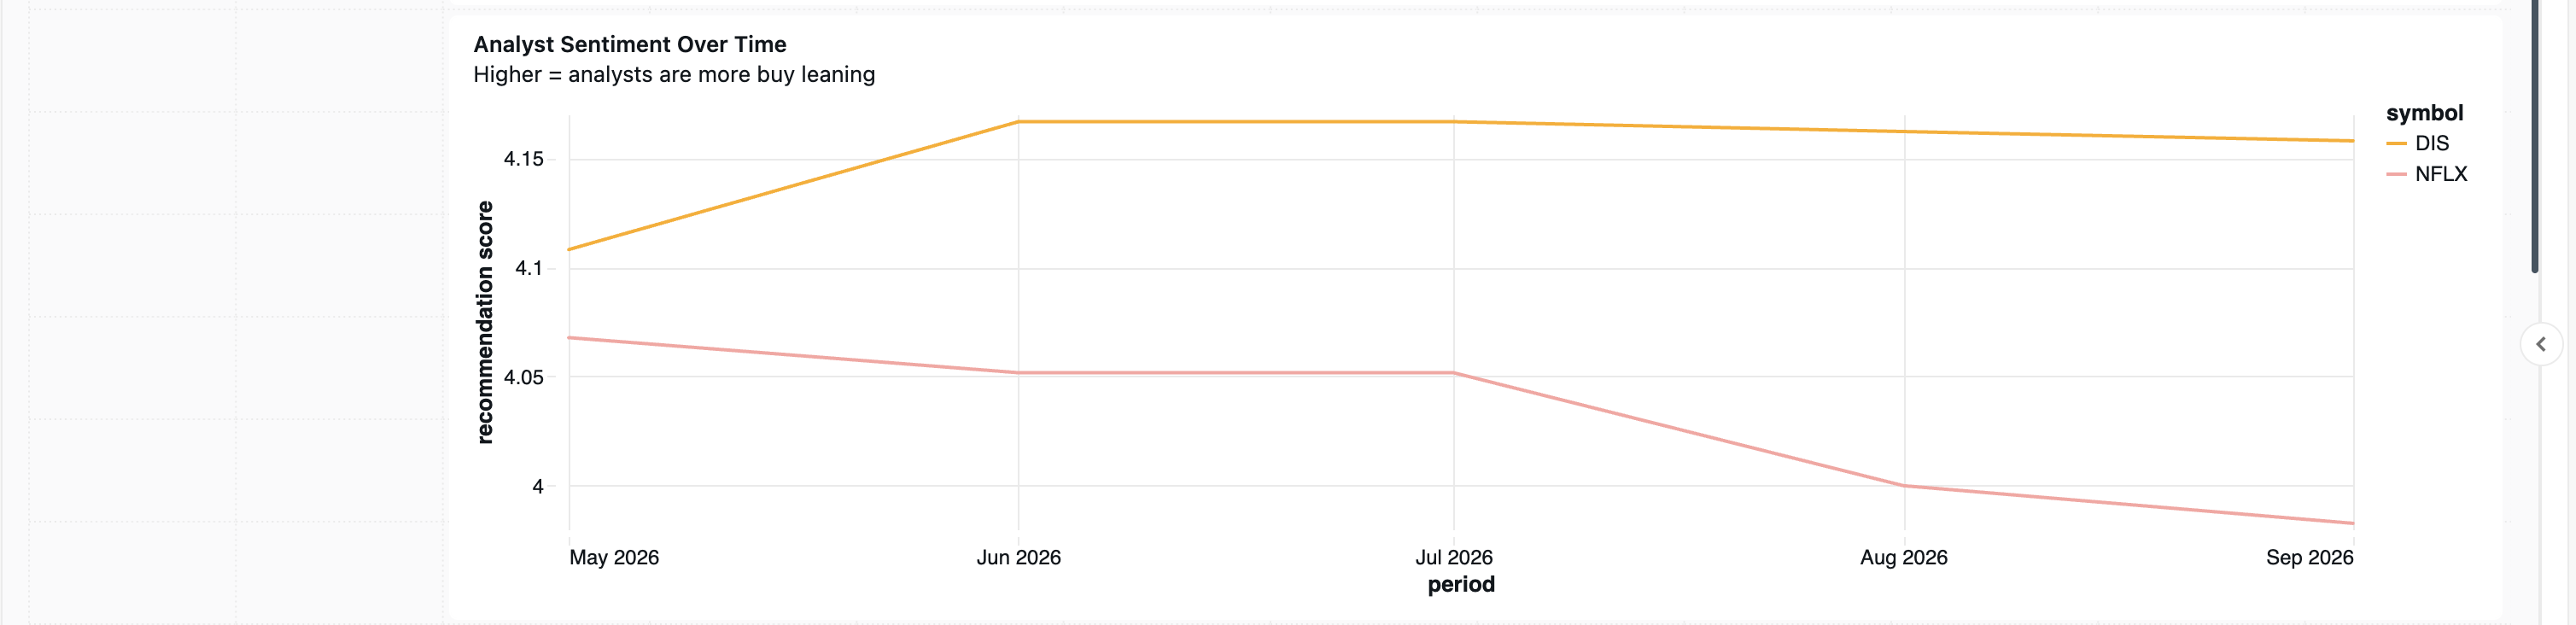 Analyst Sentiment Over Time
Higher = analysts are more buy leaning
symbol
DIS
NFLX
recommendation score
4.15
4.1
4.05
4
May 2026
Jun 2026
Jul 2026
Aug 2026
Sep 2026
period